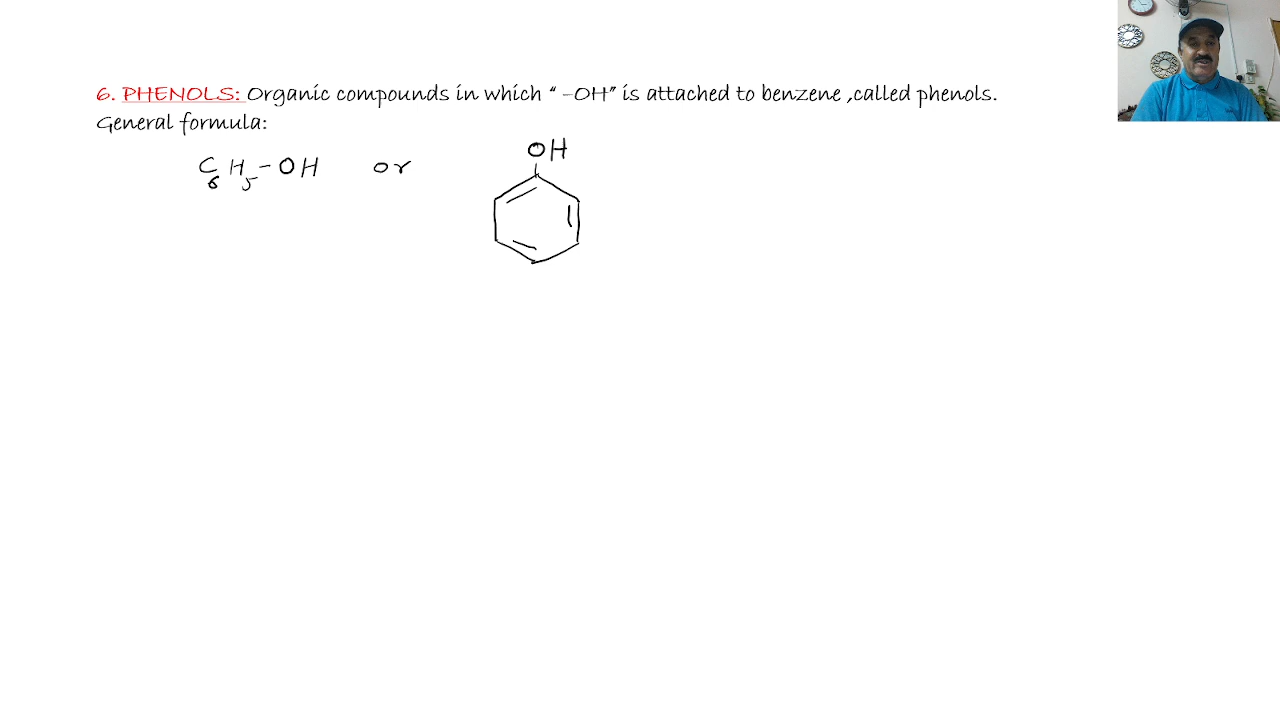 6. PHENOLS: Organic compounds in which “ –OH” is attached to benzene ,called phenols.
General formula:
C₆H₅-OH or
OH